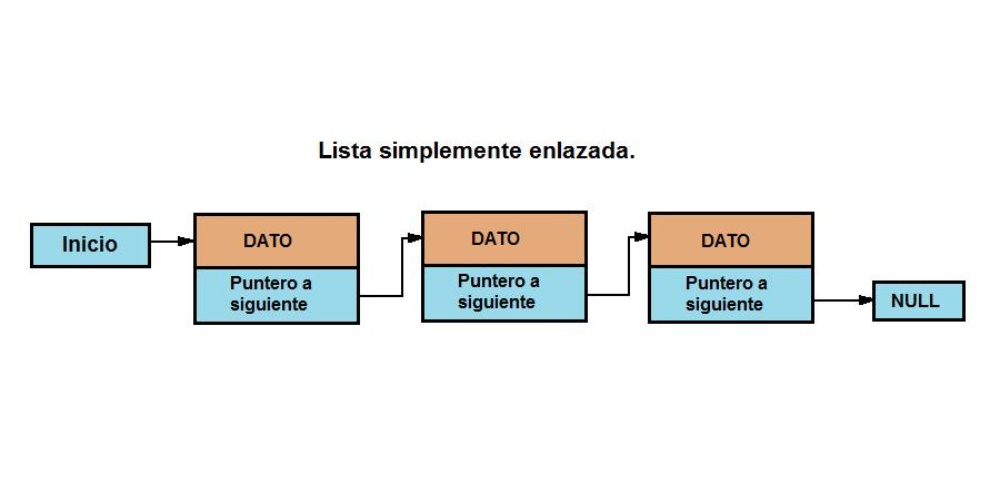 Lista simplemente enlazada.
Inicio
DATO
Puntero a
siguiente
DATO
Puntero a
siguiente
DATO
Puntero a
siguiente
NULL